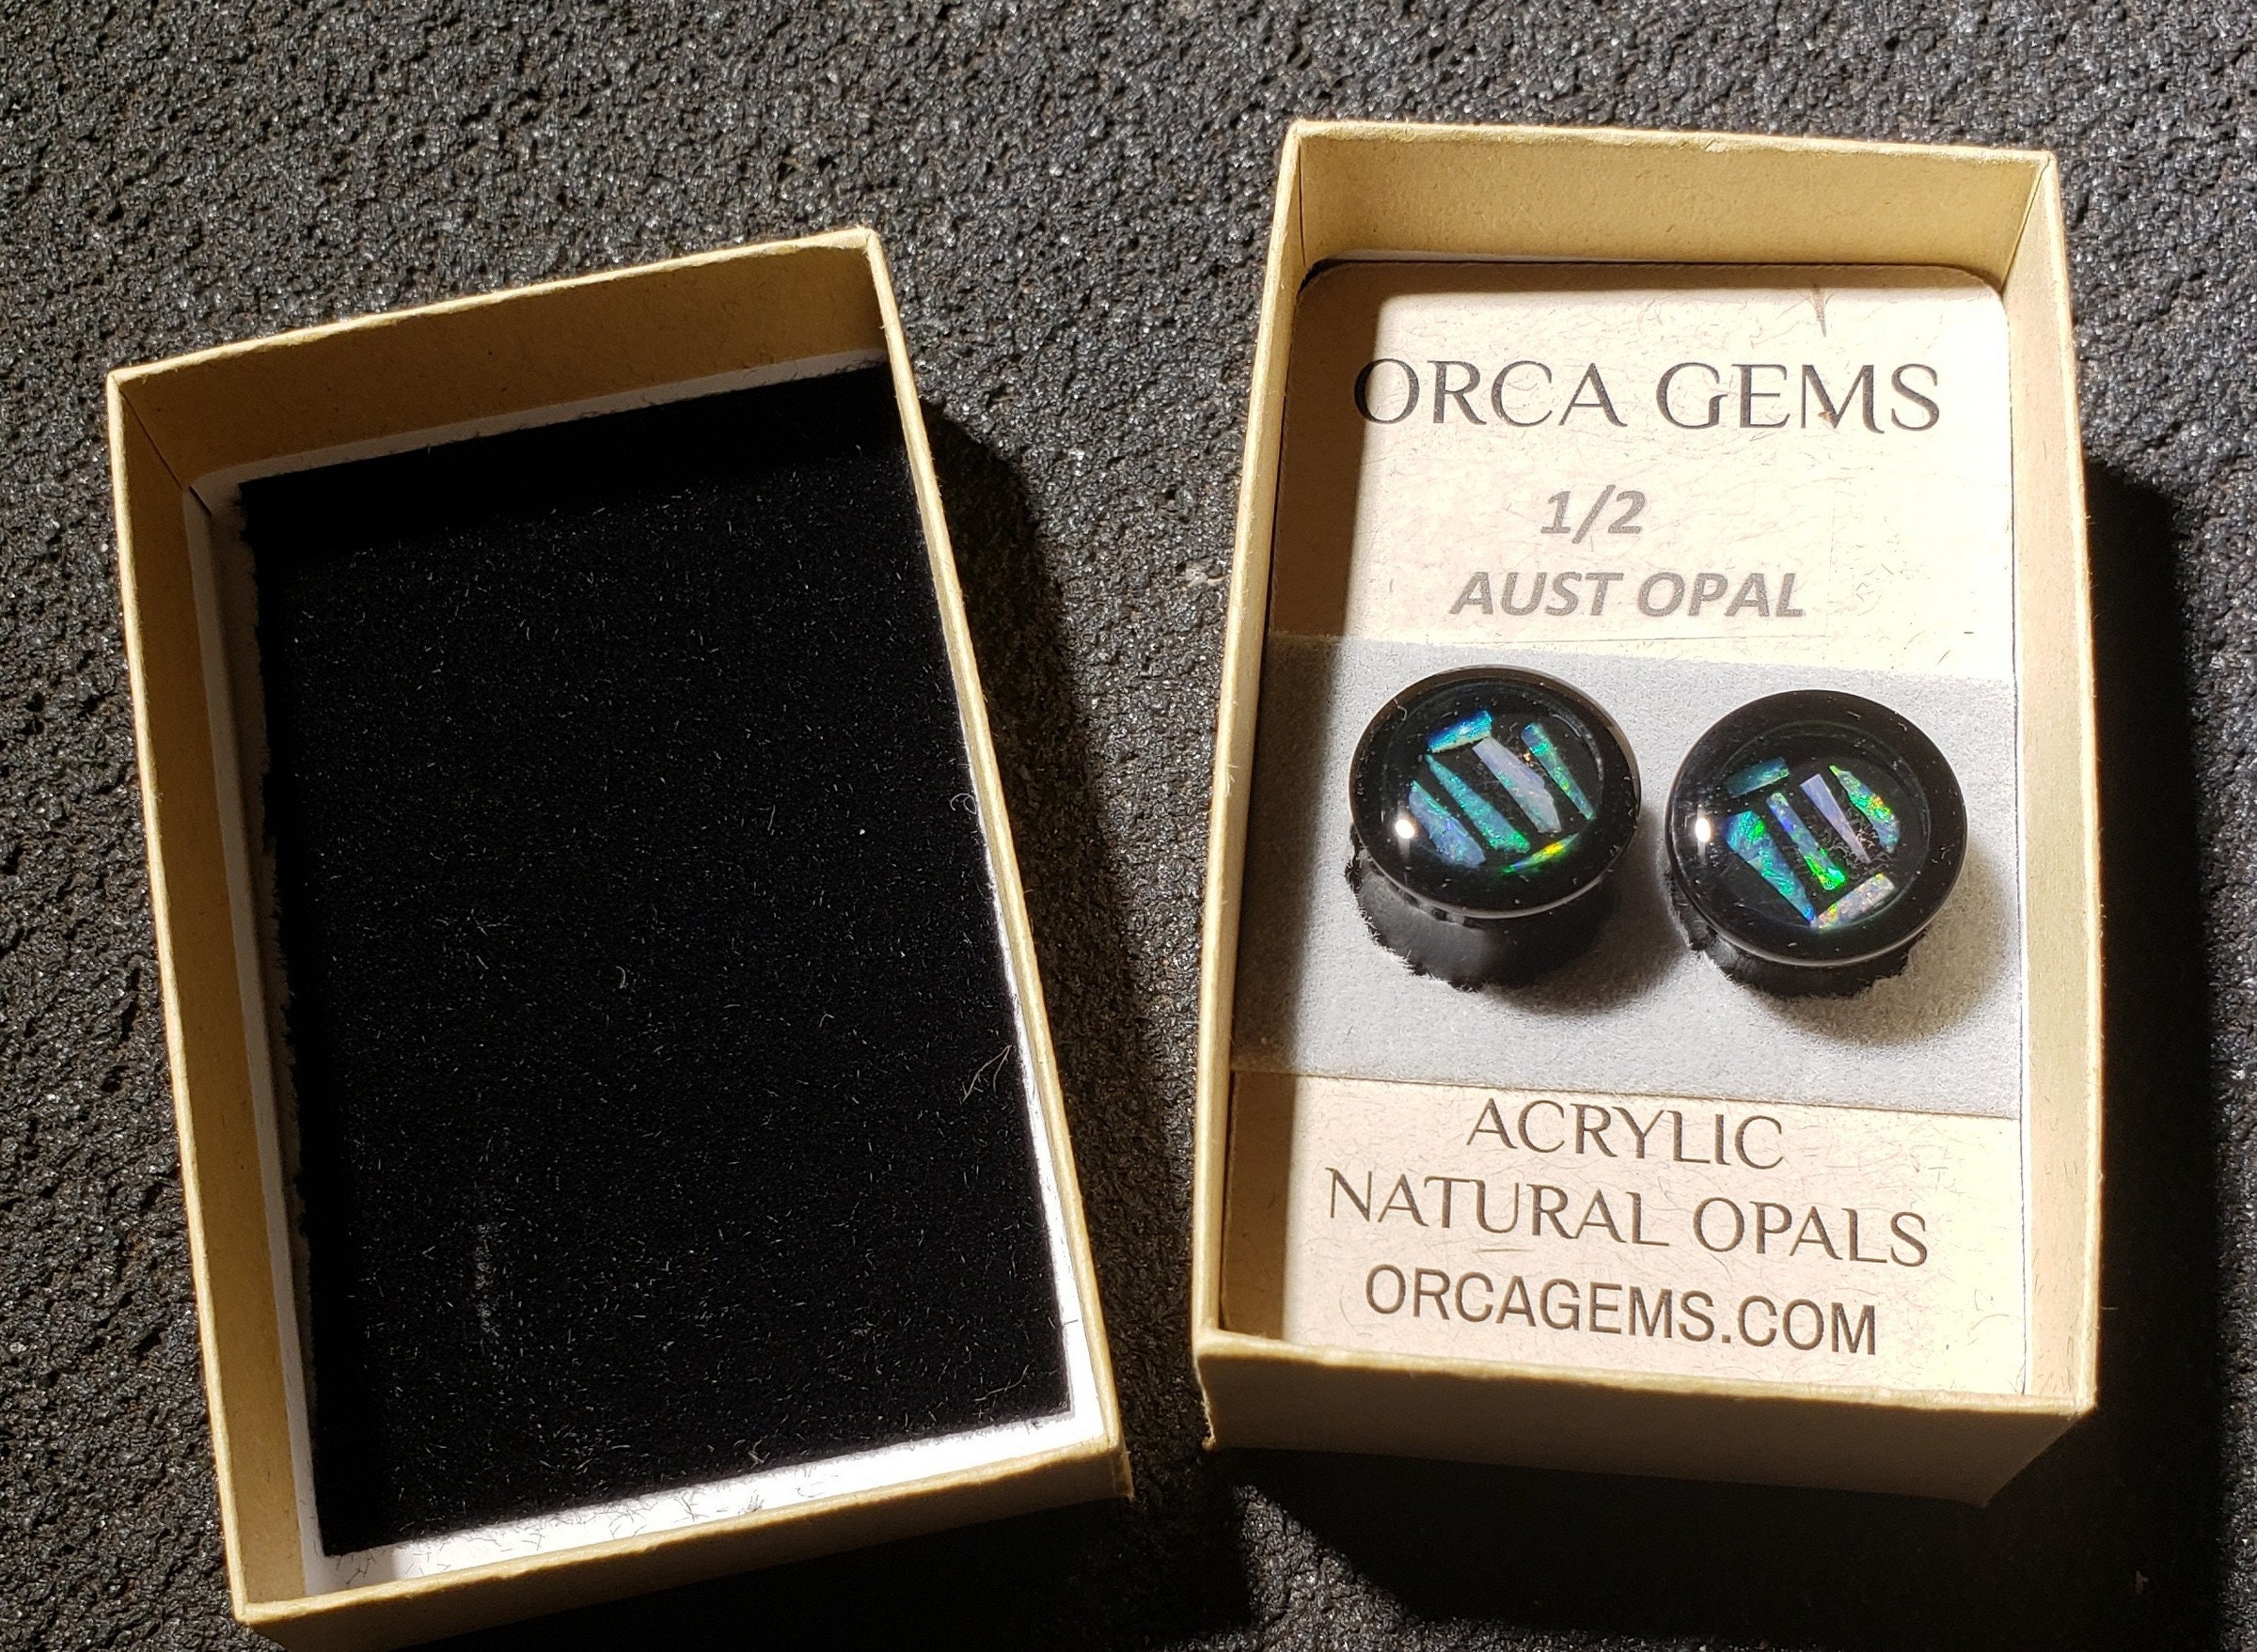 ORCA GEMS
1/2
AUST OPAL
ACRYLIC
NATURAL OPALS
ORCAGEMS.COM